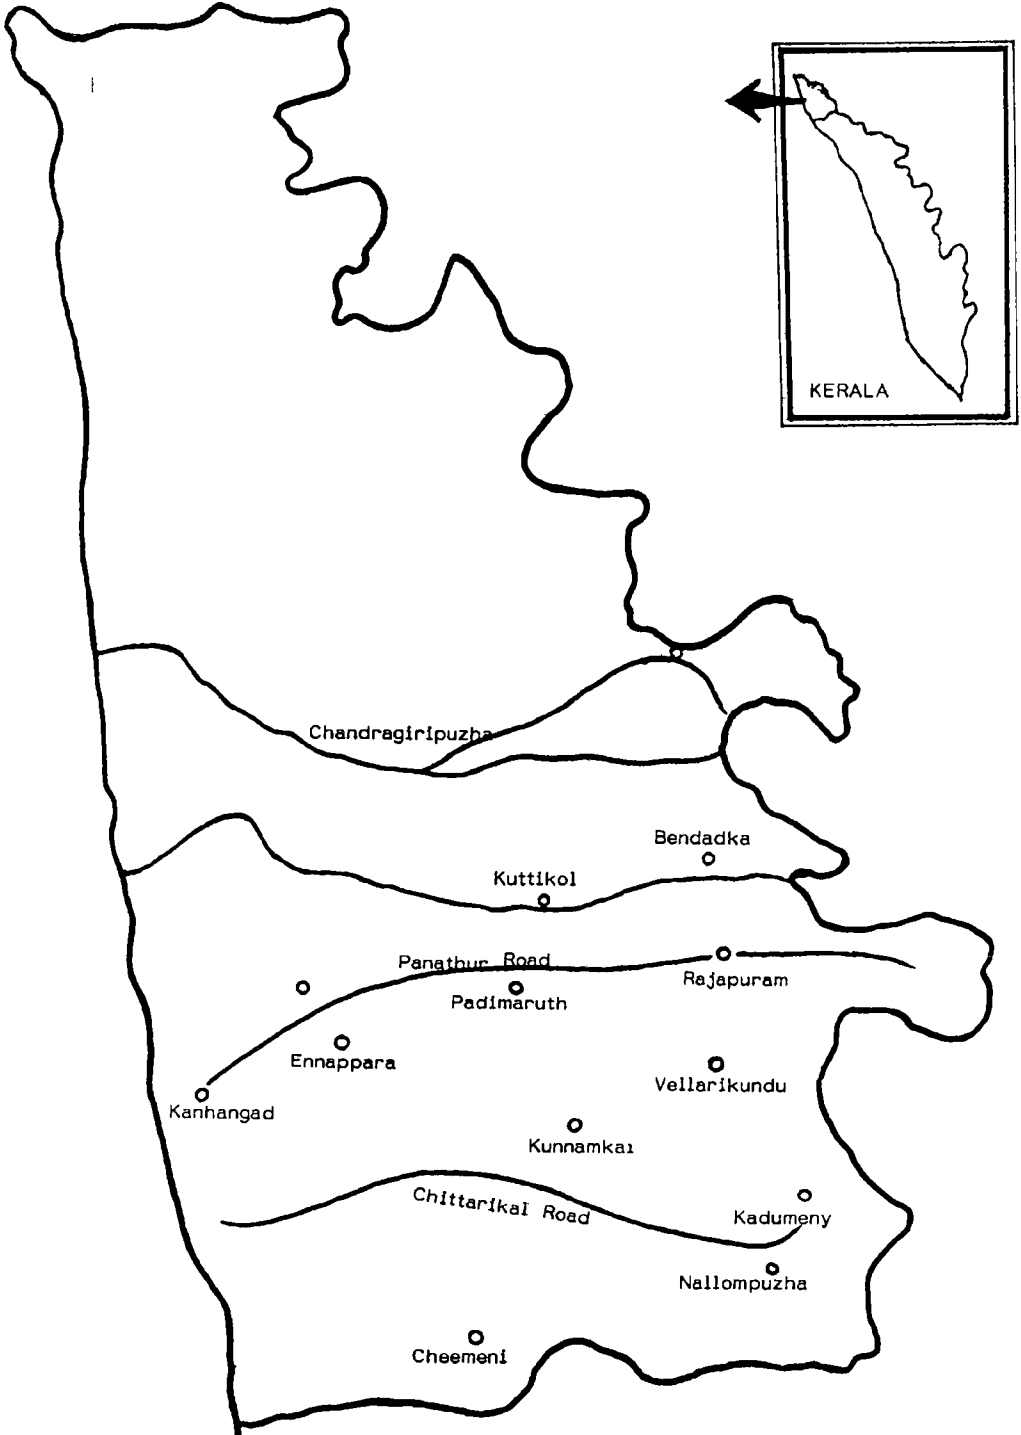 KERALA
Chandragiripuzha
Bendadka
Kuttikol
Panathur Road
Rajapuram
Padimaruth
Ennappara
Vellarikundu
Kanhangad
Kunnamkai
Chittarikal Road
Kadumeny
Nallompuzha
Cheemeni